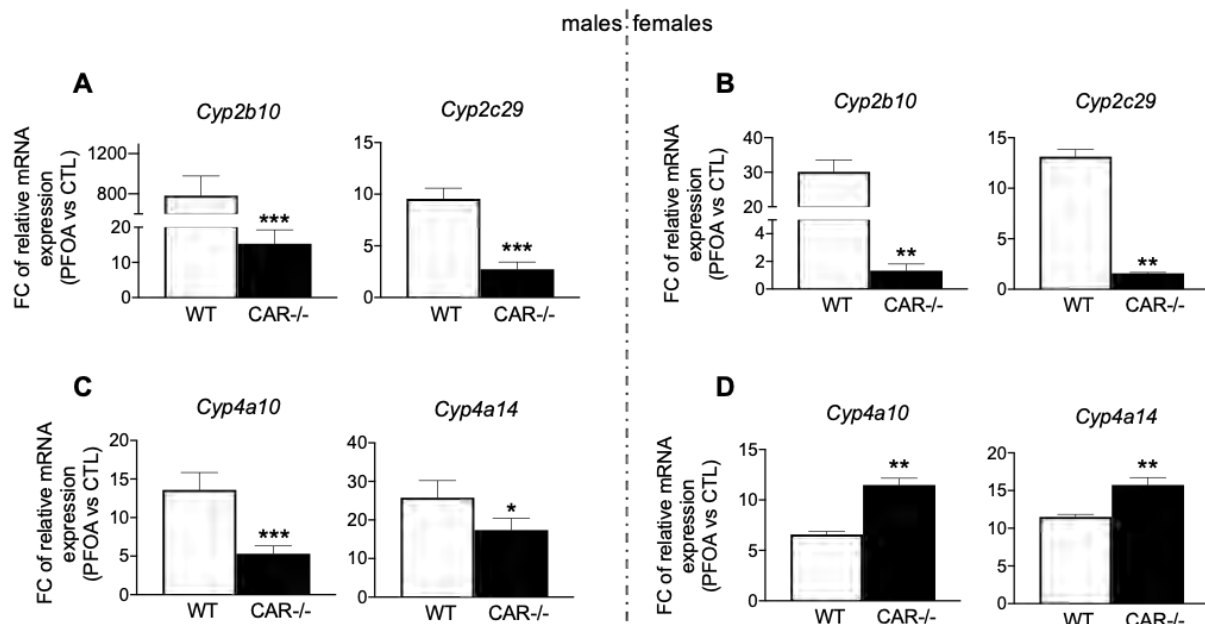 males females
A
Cyp2b10
Cyp2c29
FC of relative mRNA
expression
(PFOA vs CTL)
1200
800
20
10
0
***
WT CAR-/-
15
10
5
0
***
WT CAR-/-
B
Cyp2b10
Cyp2c29
FC of relative mRNA
expression
(PFOA vs CTL)
40
30
20
6
4
2
0
**
WT CAR-/-
15
10
5
0
**
WT CAR-/-
C
Cyp4a10
Cyp4a14
FC of relative mRNA
expression
(PFOA vs CTL)
20
15
10
5
0
***
WT CAR-/-
40
30
20
10
0
*
WT CAR-/-
D
Cyp4a10
Cyp4a14
FC of relative mRNA
expression
(PFOA vs CTL)
15
10
5
0
**
WT CAR-/-
20
15
10
5
0
**
WT CAR-/-